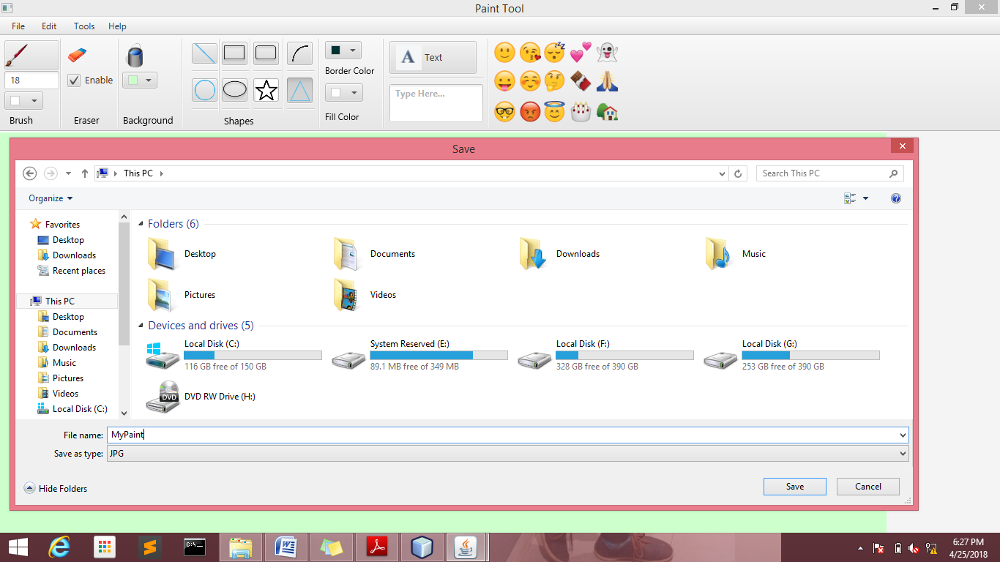 Paint Tool
File Edit Tools Help
18
Enable
Brush
Eraser
Background
Shapes
Border Color
Fill Color
A Text
Type Here...
Save
This PC
Search This PC
Organize
Favorites
Desktop
Downloads
Recent places
This PC
Desktop
Documents
Downloads
Music
Pictures
Videos
Local Disk (C:)
Folders (6)
Desktop
Documents
Downloads
Music
Pictures
Videos
Devices and drives (5)
Local Disk (C:)
116 GB free of 150 GB
System Reserved (E:)
89.1 MB free of 349 MB
Local Disk (F:)
328 GB free of 390 GB
Local Disk (G:)
253 GB free of 390 GB
DVD
DVD RW Drive (H:)
File name: MyPaint
Save as type: JPG
Hide Folders
Save
Cancel
6:27 PM
4/25/2018